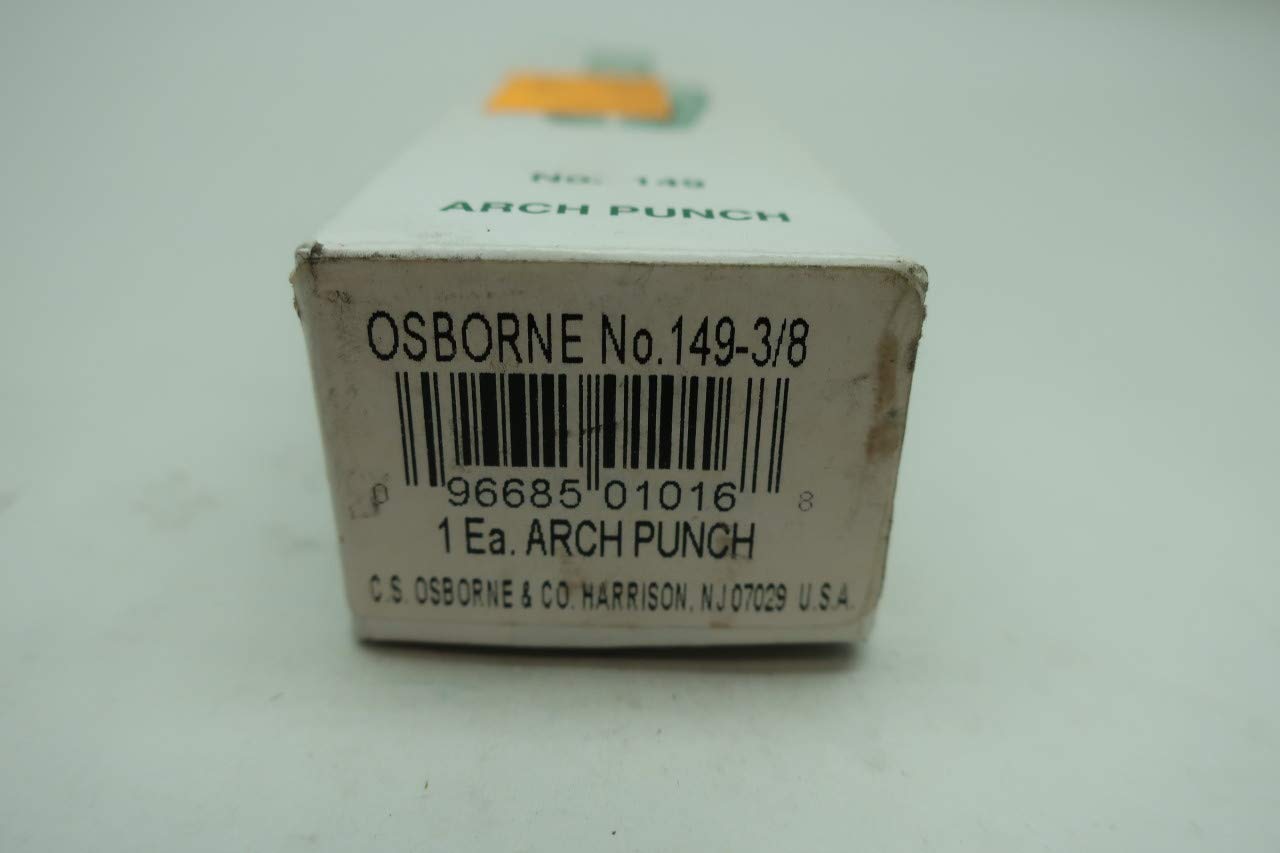 No. 149
ARCH PUNCH
OSBORNE No.149-3/8
0 96685 01016 8
1 Ea. ARCH PUNCH
C.S. OSBORNE & CO. HARRISON, NJ 07029 U.S.A.